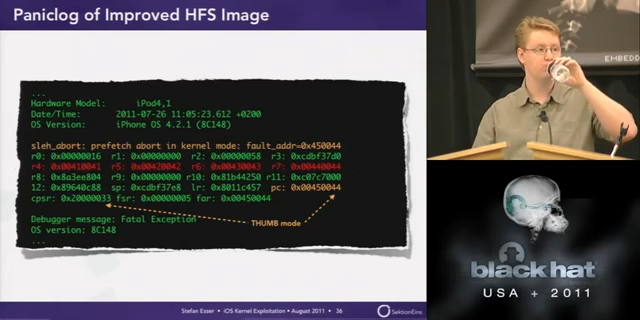 Paniclog of Improved HFS Image
...
Hardware Model: iPod4,1
Date/Time: 2011-07-26 11:05:23.612 +0200
OS Version: iPhone OS 4.2.1 (8C148)
sleh_abort: prefetch abort in kernel mode: fault_addr=0x450044
r0: 0x00000016 r1: 0x00000000 r2: 0x00000058 r3: 0xcdbf37d0
r4: 0x00410041 r5: 0x00420042 r6: 0x00430043 r7: 0x00440044
r8: 0x8a3ee804 r9: 0x00000000 r10: 0x81b44250 r11: 0xc07c7000
12: 0x89640c88 sp: 0xcdbf37e8 lr: 0x8011c457 pc: 0x00450044
cpsr: 0x20000033 fsr: 0x00000005 far: 0x00450044
THUMB mode
Debugger message: Fatal Exception
OS version: 8C148
...
Stefan Esser • iOS Kernel Exploitation • August 2011 • 36
SektionEins
EMBEDD
black hat
USA + 2011